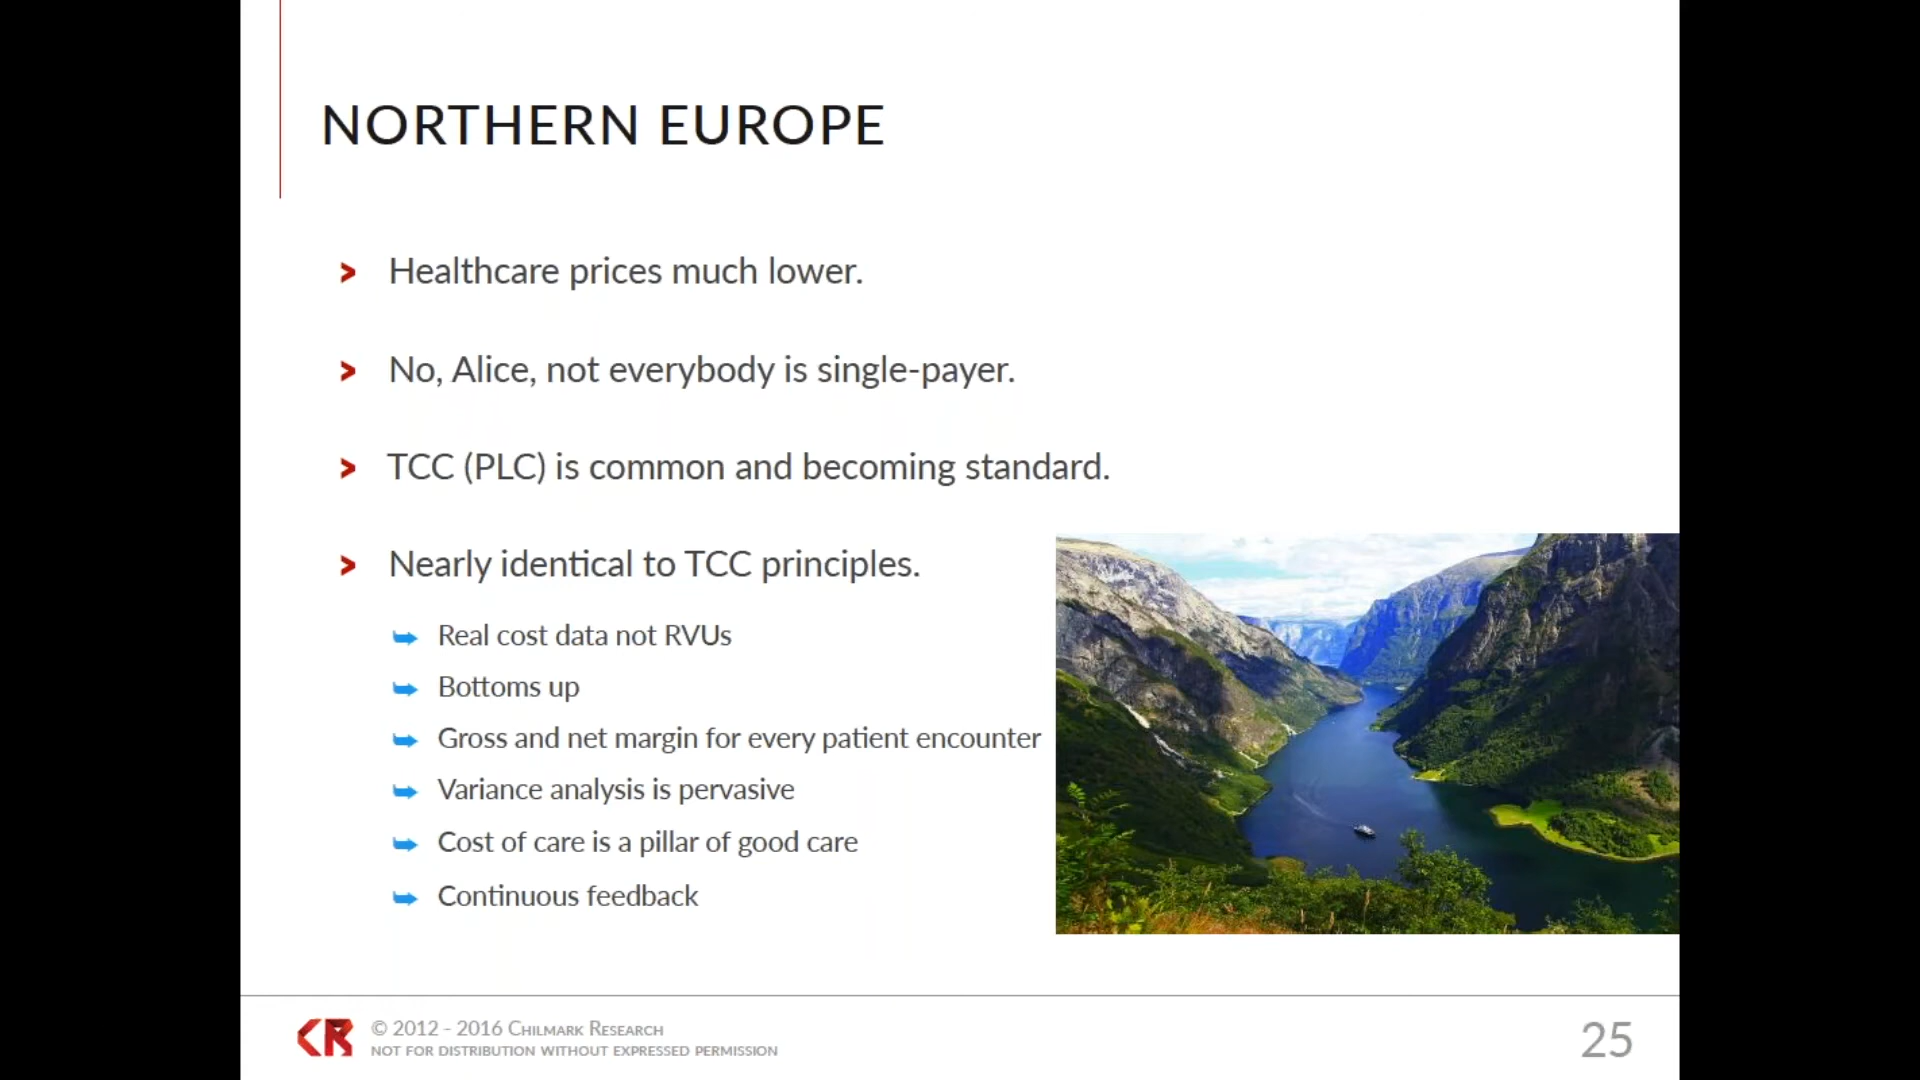 NORTHERN EUROPE
> Healthcare prices much lower.
> No, Alice, not everybody is single-payer.
> TCC (PLC) is common and becoming standard.
> Nearly identical to TCC principles.
Real cost data not RVUs
Bottoms up
Gross and net margin for every patient encounter
Variance analysis is pervasive
Cost of care is a pillar of good care
Continuous feedback
CR
© 2012 - 2016 CHILMARK RESEARCH
NOT FOR DISTRIBUTION WITHOUT EXPRESSED PERMISSION
25